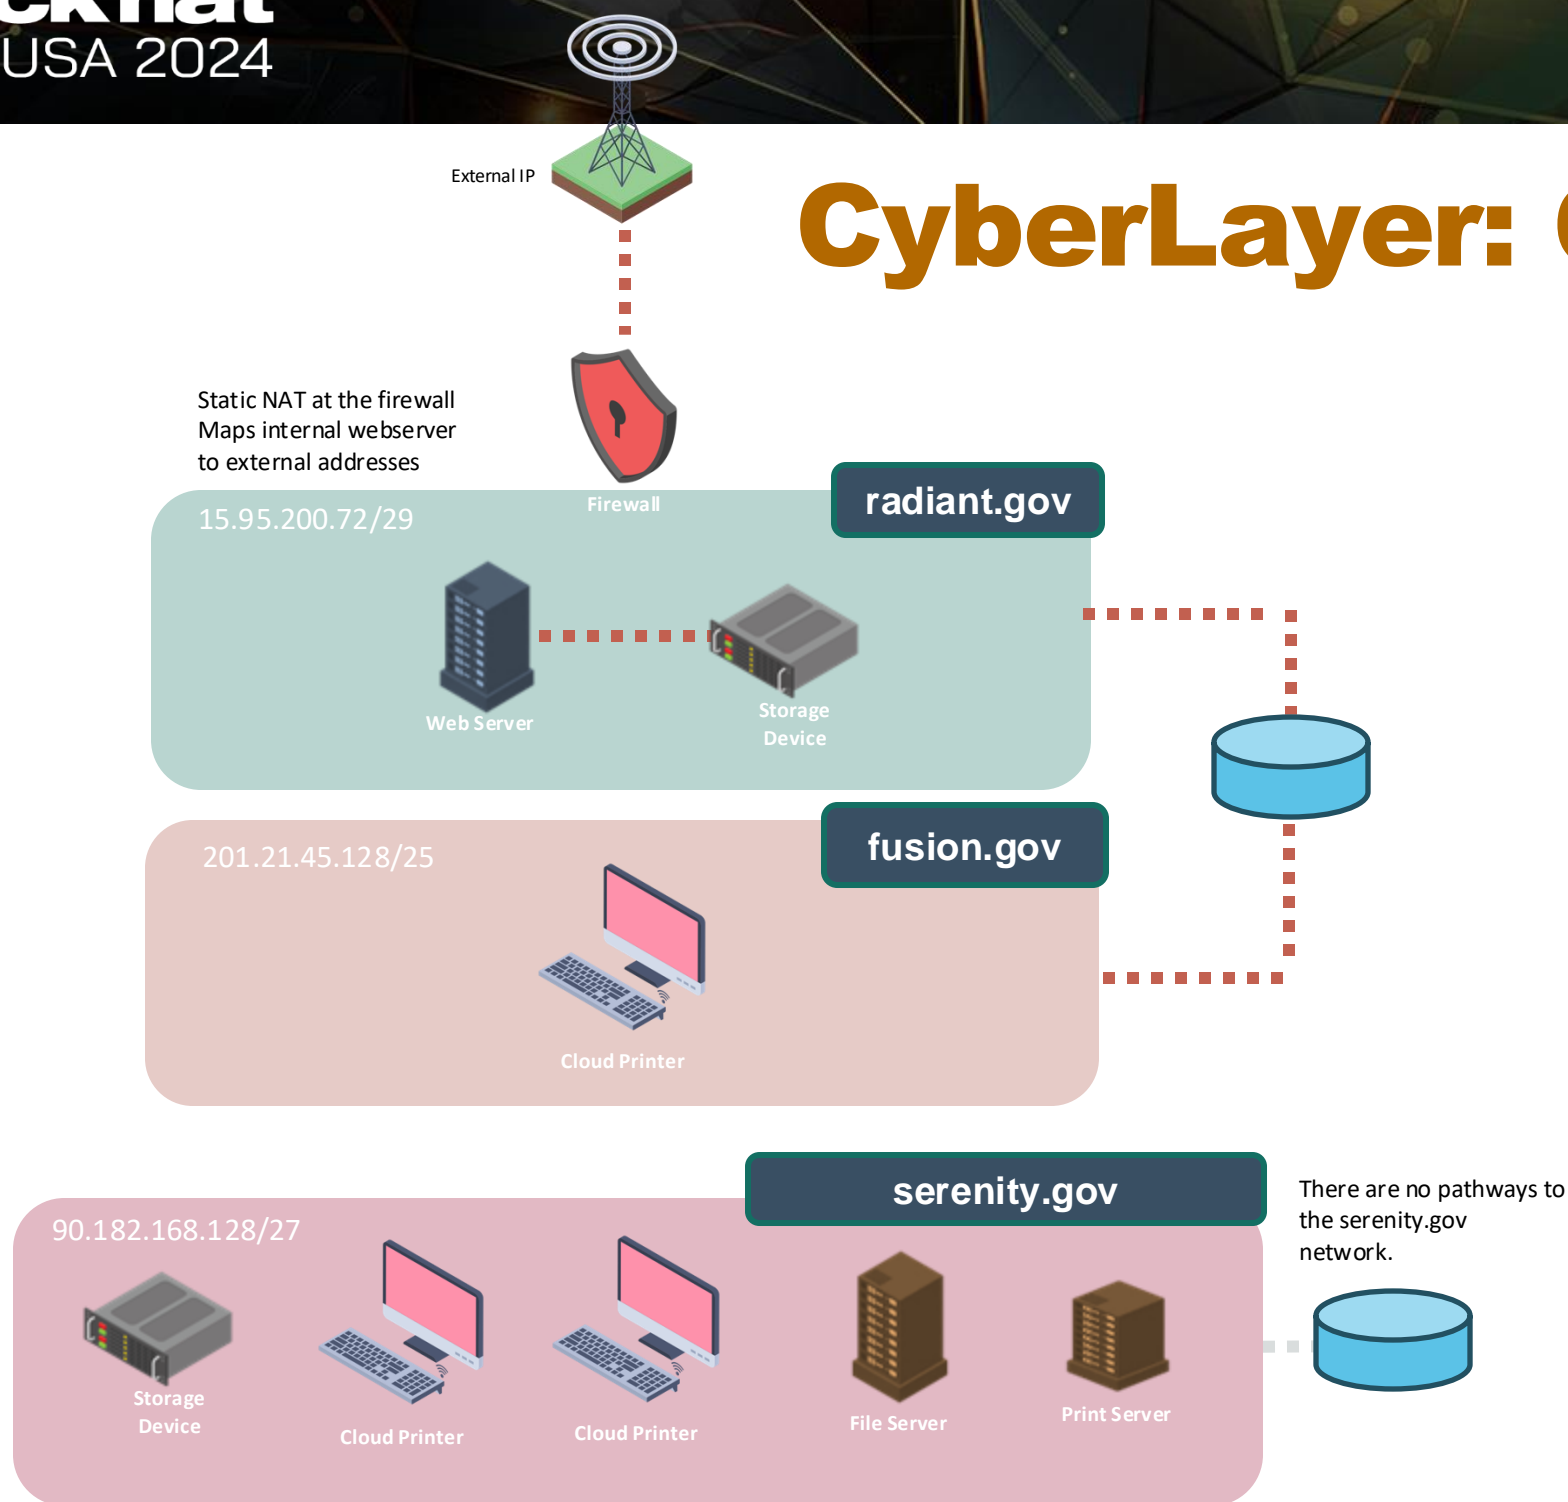 USA 2024
External IP
CyberLayer:
Static NAT at the firewall
Maps internal webserver
to external addresses
Firewall
radiant.gov
15.95.200.72/29
Web Server
Storage
Device
fusion.gov
201.21.45.128/25
Cloud Printer
serenity.gov
There are no pathways to
the serenity.gov
network.
90.182.168.128/27
Storage
Device
Cloud Printer
Cloud Printer
File Server
Print Server